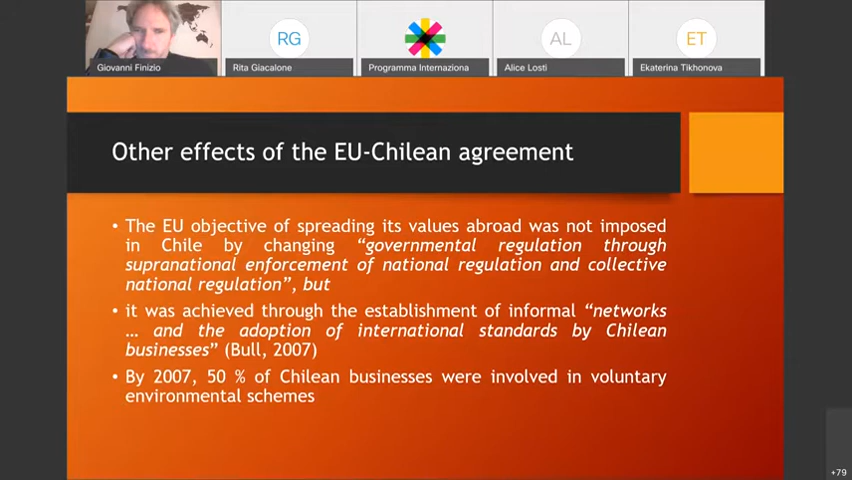 RG
AL
ET
Giovanni Finizio
Rita Giacalone
Programma Internaziona
Alice Losti
Ekaterina Tikhonova
Other effects of the EU-Chilean agreement
• The EU objective of spreading its values abroad was not imposed
in Chile by changing “governmental regulation through
supranational enforcement of national regulation and collective
national regulation”, but
• it was achieved through the establishment of informal “networks
… and the adoption of international standards by Chilean
businesses” (Bull, 2007)
• By 2007, 50 % of Chilean businesses were involved in voluntary
environmental schemes
+79